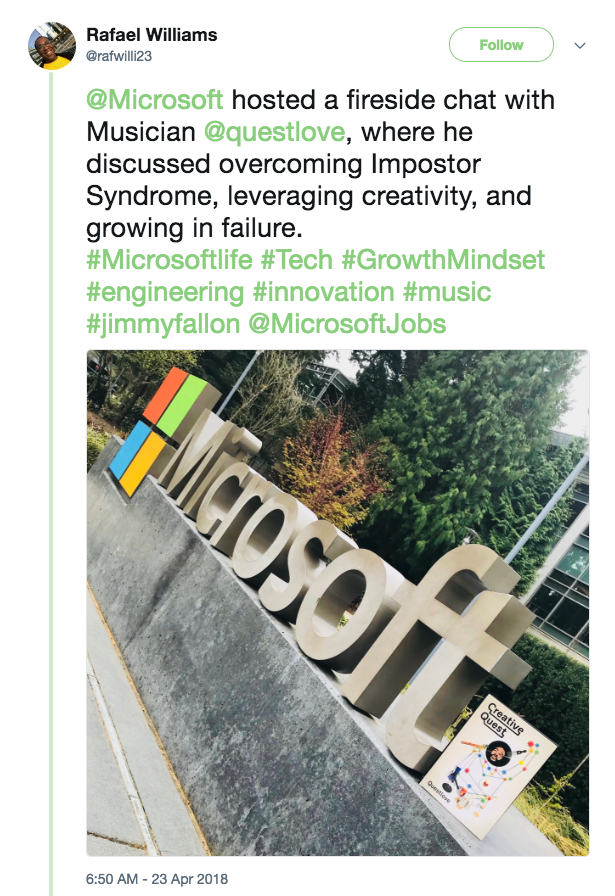 Rafael Williams
@rafwilli23
Follow
@Microsoft hosted a fireside chat with
Musician @questlove, where he
discussed overcoming Impostor
Syndrome, leveraging creativity, and
growing in failure.
#Microsoftlife #Tech #GrowthMindset
#engineering #innovation #music
#jimmyfallon @MicrosoftJobs
Microsoft
Creative
Quest
Questlove
6:50 AM - 23 Apr 2018